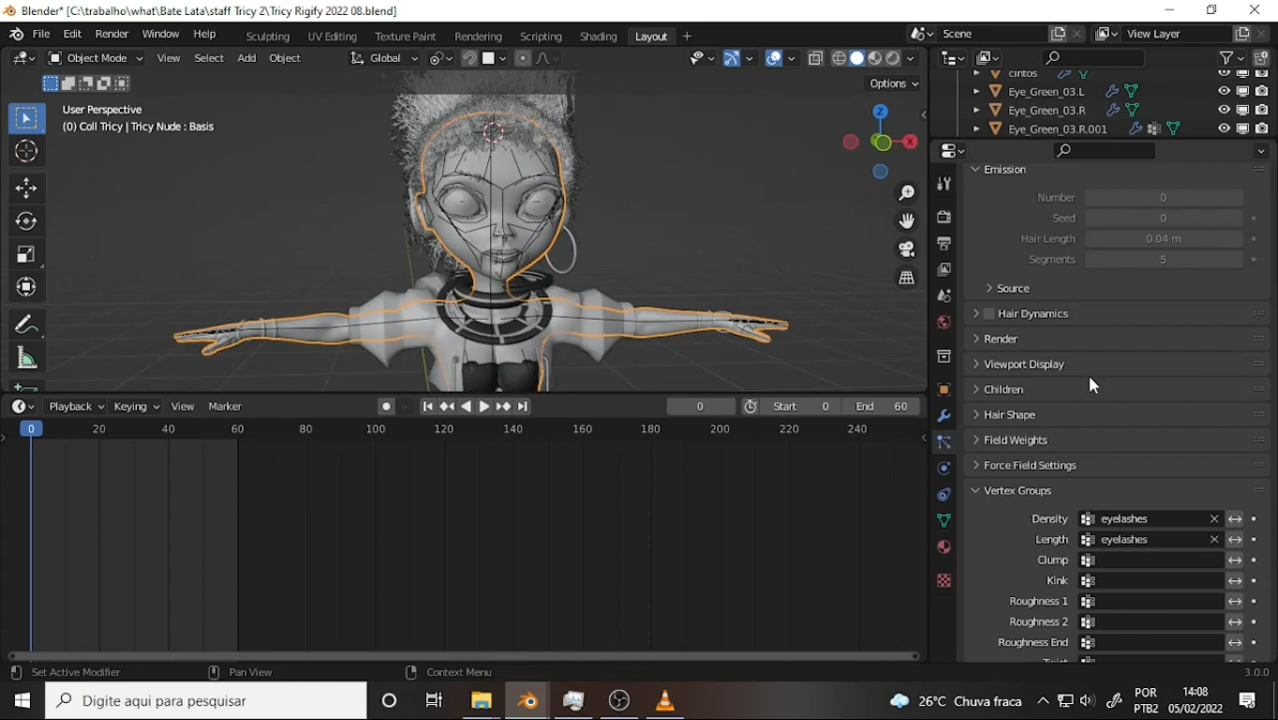 Blender* [C:\trabalho\what\Bate Lata\staff Tricy 2\Tricy Rigify 2022 08.blend]
File Edit Render Window Help Sculpting UV Editing Texture Paint Rendering Scripting Shading Layout + Scene View Layer
Object Mode View Select Add Object Global
Options
User Perspective
(0) Coll Tricy | Tricy Nude : Basis
Z
X
cintos
Eye_Green_03.L
Eye_Green_03.R
Eye_Green_03.R.001
Emission
Number 0
Seed 0
Hair Length 0.04 m
Segments 5
Source
Hair Dynamics
Render
Viewport Display
Children
Hair Shape
Field Weights
Force Field Settings
Vertex Groups
Density eyelashes
Length eyelashes
Clump
Kink
Roughness 1
Roughness 2
Roughness End
Playback Keying View Marker 0 Start 0 End 60
0 20 40 60 80 100 120 140 160 180 200 220 240
Set Active Modifier Pan View Context Menu 3.0.0
Digite aqui para pesquisar
26°C Chuva fraca
POR
PTB2
14:08
05/02/2022